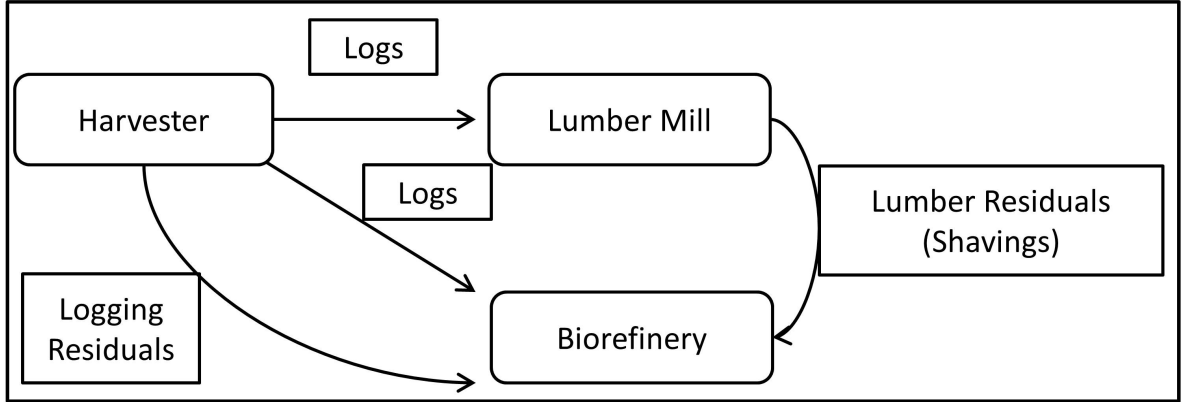 Logs
Harvester
Lumber Mill
Logs
Lumber Residuals
(Shavings)
Logging
Residuals
Biorefinery